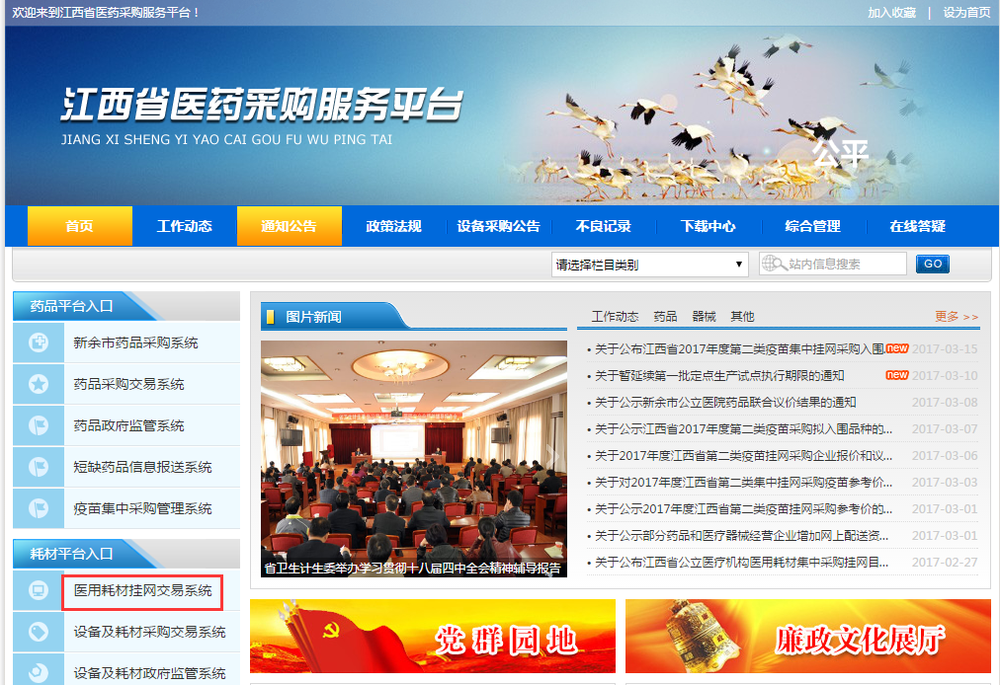 欢迎来到江西省医药采购服务平台！
加入收藏 | 设为首页
江西省医药采购服务平台
JIANG XI SHENG YI YAO CAI GOU FU WU PING TAI
公平
首页 工作动态 通知公告 政策法规 设备采购公告 不良记录 下载中心 综合管理 在线答疑
请选择栏目类别 站内信息搜索 GO
药品平台入口
新余市药品采购系统
药品采购交易系统
药品政府监管系统
短缺药品信息报送系统
疫苗集中采购管理系统
耗材平台入口
医用耗材挂网交易系统
设备及耗材采购交易系统
设备及耗材政府监管系统
图片新闻
省卫生计生委举办学习贯彻十八届四中全会精神辅导报告
工作动态 药品 器械 其他 更多 >>
• 关于公布江西省2017年度第二类疫苗集中挂网采购入围 new 2017-03-15
• 关于暂延续第一批定点生产试点执行期限的通知 new 2017-03-10
• 关于公示新余市公立医院药品联合议价结果的通知 2017-03-08
• 关于公示江西省2017年度第二类疫苗采购拟入围品种的... 2017-03-07
• 关于2017年度江西省第二类疫苗挂网采购企业报价和议... 2017-03-06
• 关于对2017年度江西省第二类集中挂网采购疫苗参考价... 2017-03-03
• 关于公示2017年度江西省第二类疫苗挂网采购参考价的... 2017-03-01
• 关于公示部分药品和医疗器械经营企业增加网上配送资... 2017-03-01
• 关于公布江西省公立医疗机构医用耗材集中采购挂网目... 2017-02-27
党群园地
廉政文化展厅